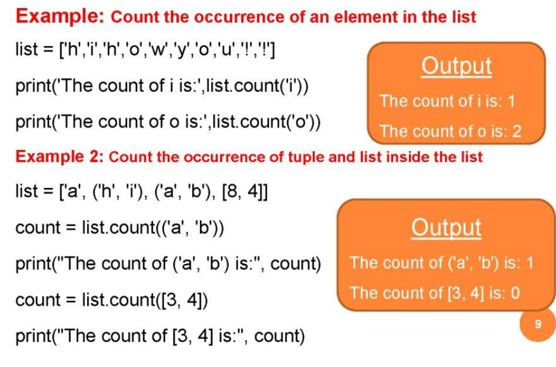 Example: Count the occurrence of an element in the list
list = ['h','i','h','o','w','y','o','u','!','!']
print('The count of i is:',list.count('i'))
print('The count of o is:',list.count('o'))
Output
The count of i is: 1
The count of o is: 2
Example 2: Count the occurrence of tuple and list inside the list
list = ['a', ('h', 'i'), ('a', 'b'), [8, 4]]
count = list.count(('a', 'b'))
print("The count of ('a', 'b') is:", count)
count = list.count([3, 4])
print("The count of [3, 4] is:", count)
Output
The count of ('a', 'b') is: 1
The count of [3, 4] is: 0
9